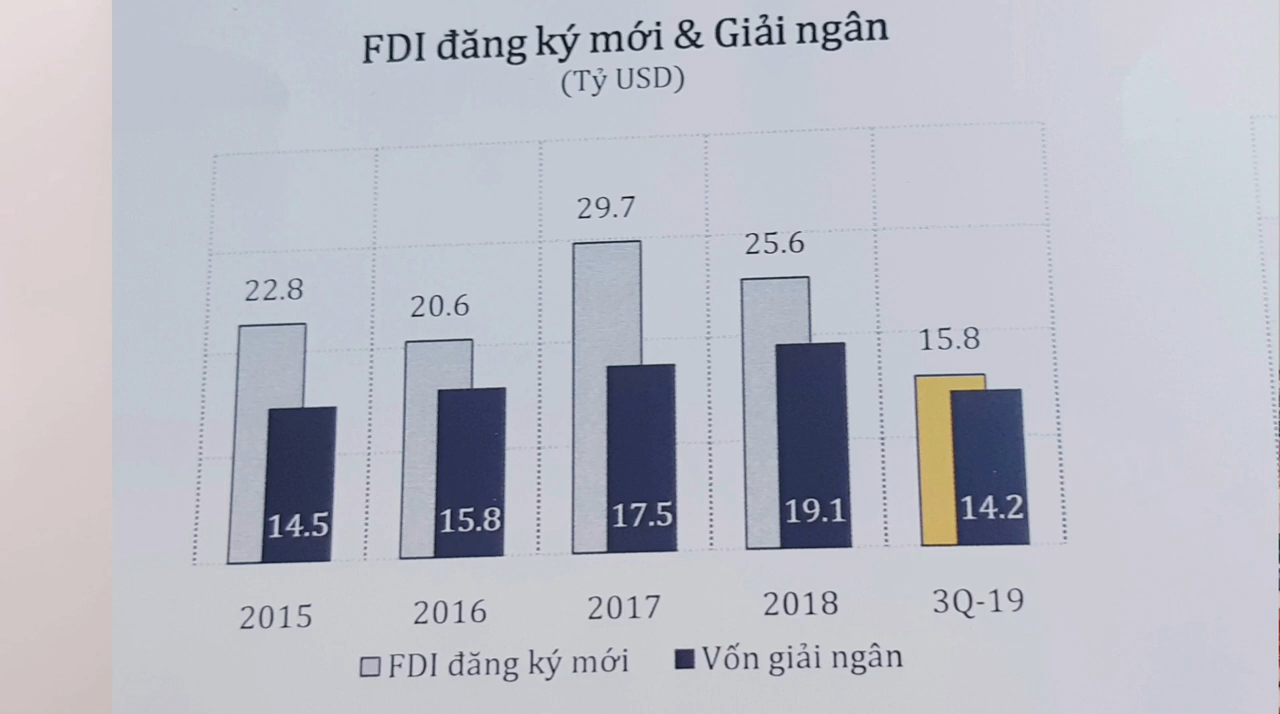 FDI đăng ký mới & Giải ngân
(Tỷ USD)
22.8
20.6
29.7
25.6
15.8
14.5
15.8
17.5
19.1
14.2
2015 2016 2017 2018 3Q-19
FDI đăng ký mới Vốn giải ngân